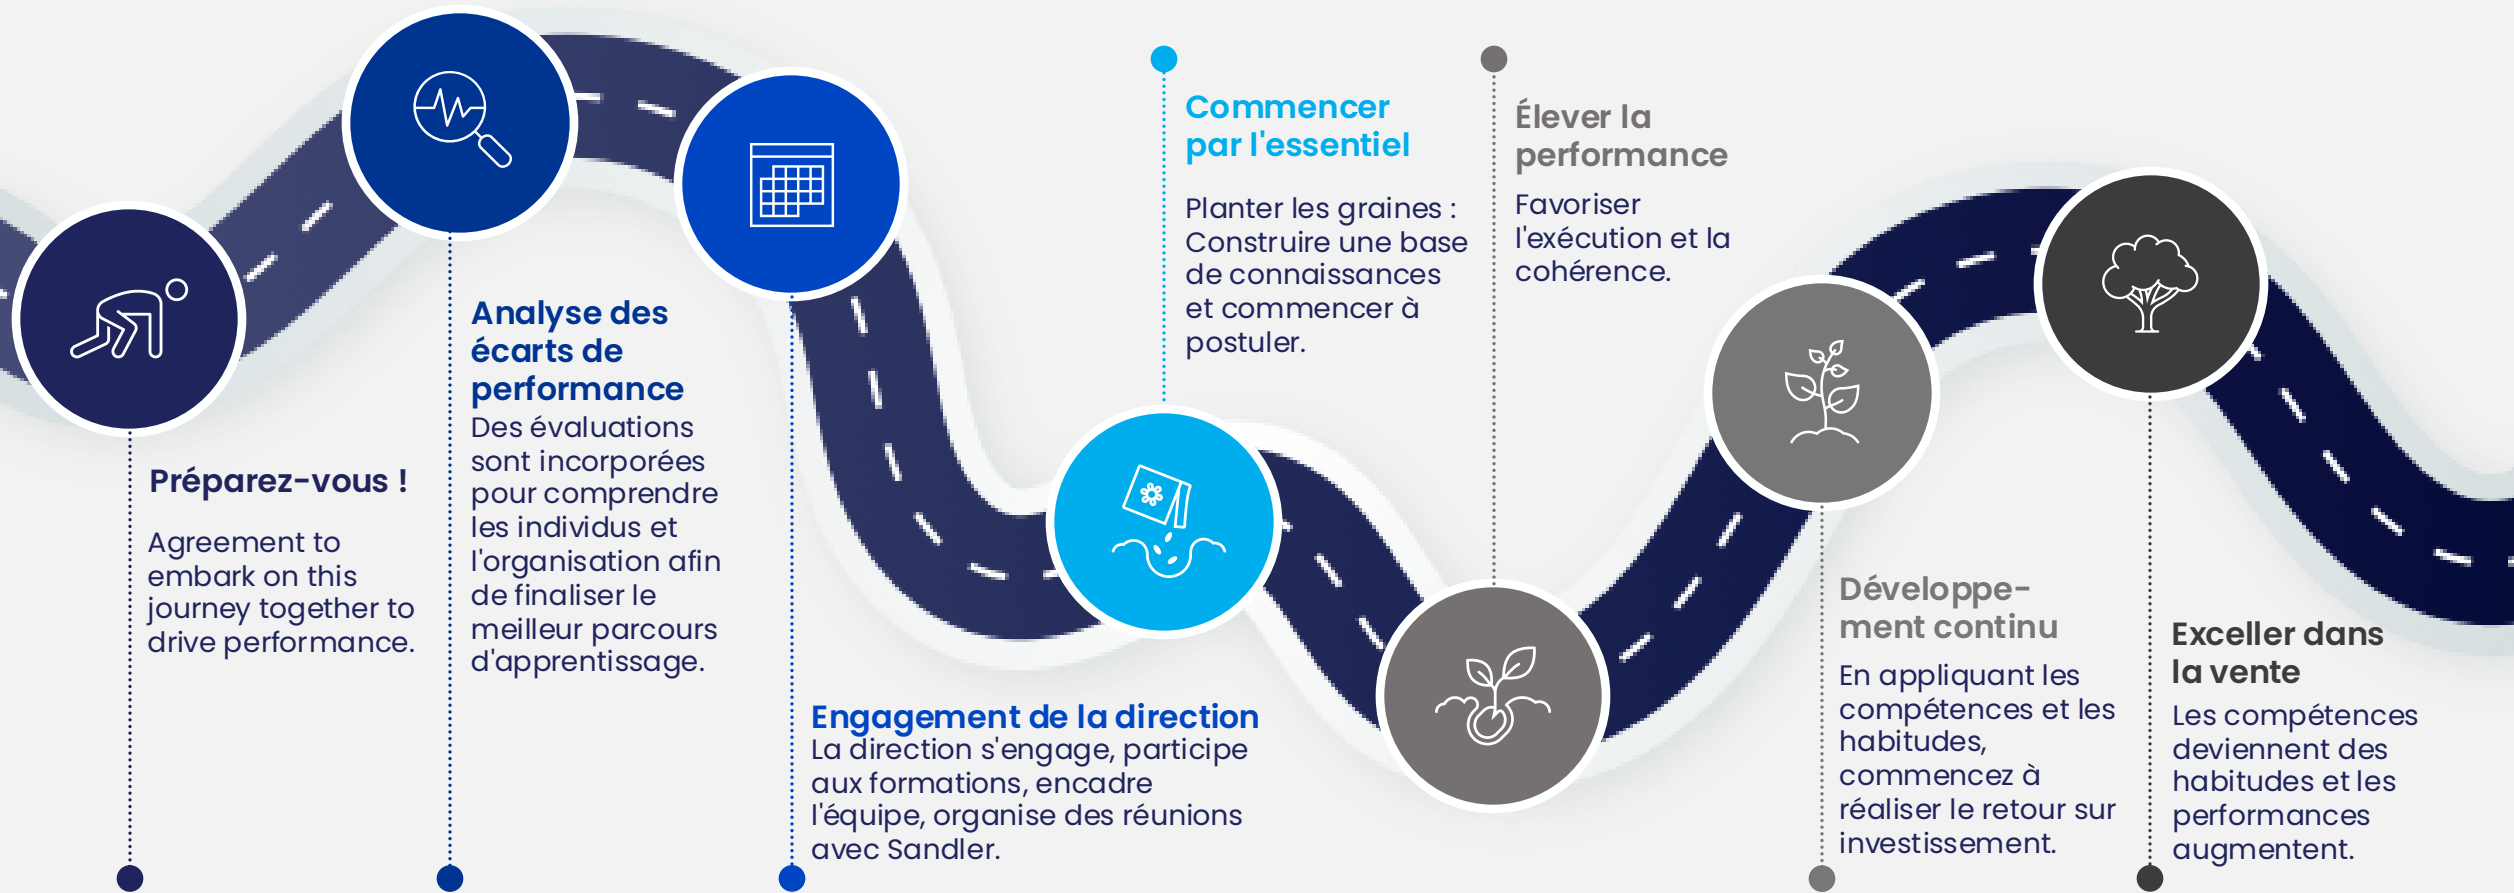 Préparez-vous !
Agreement to
embark on this
journey together to
drive performance.
Analyse des
écarts de
performance
Des évaluations
sont incorporées
pour comprendre
les individus et
l'organisation afin
de finaliser le
meilleur parcours
d'apprentissage.
Engagement de la direction
La direction s'engage, participe
aux formations, encadre
l'équipe, organise des réunions
avec Sandler.
Commencer
par l'essentiel
Planter les graines :
Construire une base
de connaissances
et commencer à
postuler.
Élever la
performance
Favoriser
l'exécution et la
cohérence.
Développe-
ment continu
En appliquant les
compétences et les
habitudes,
commencez à
réaliser le retour sur
investissement.
Exceller dans
la vente
Les compétences
deviennent des
habitudes et les
performances
augmentent.